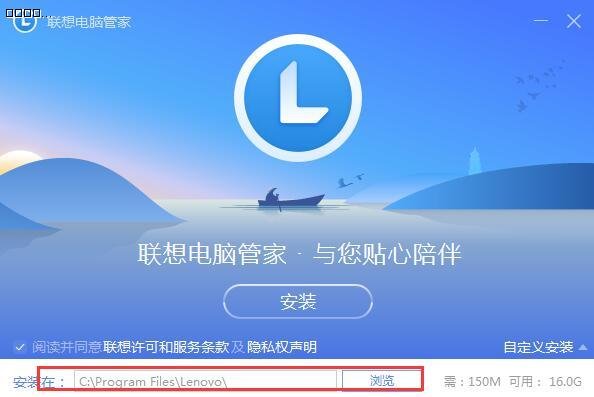 联想电脑管家
联想电脑管家 · 与您贴心陪伴
安装
阅读并同意联想许可和服务条款及隐私权声明 自定义安装
安装在： C:\Program Files\Lenovo\ 浏览 需：150M 可用： 16.0G